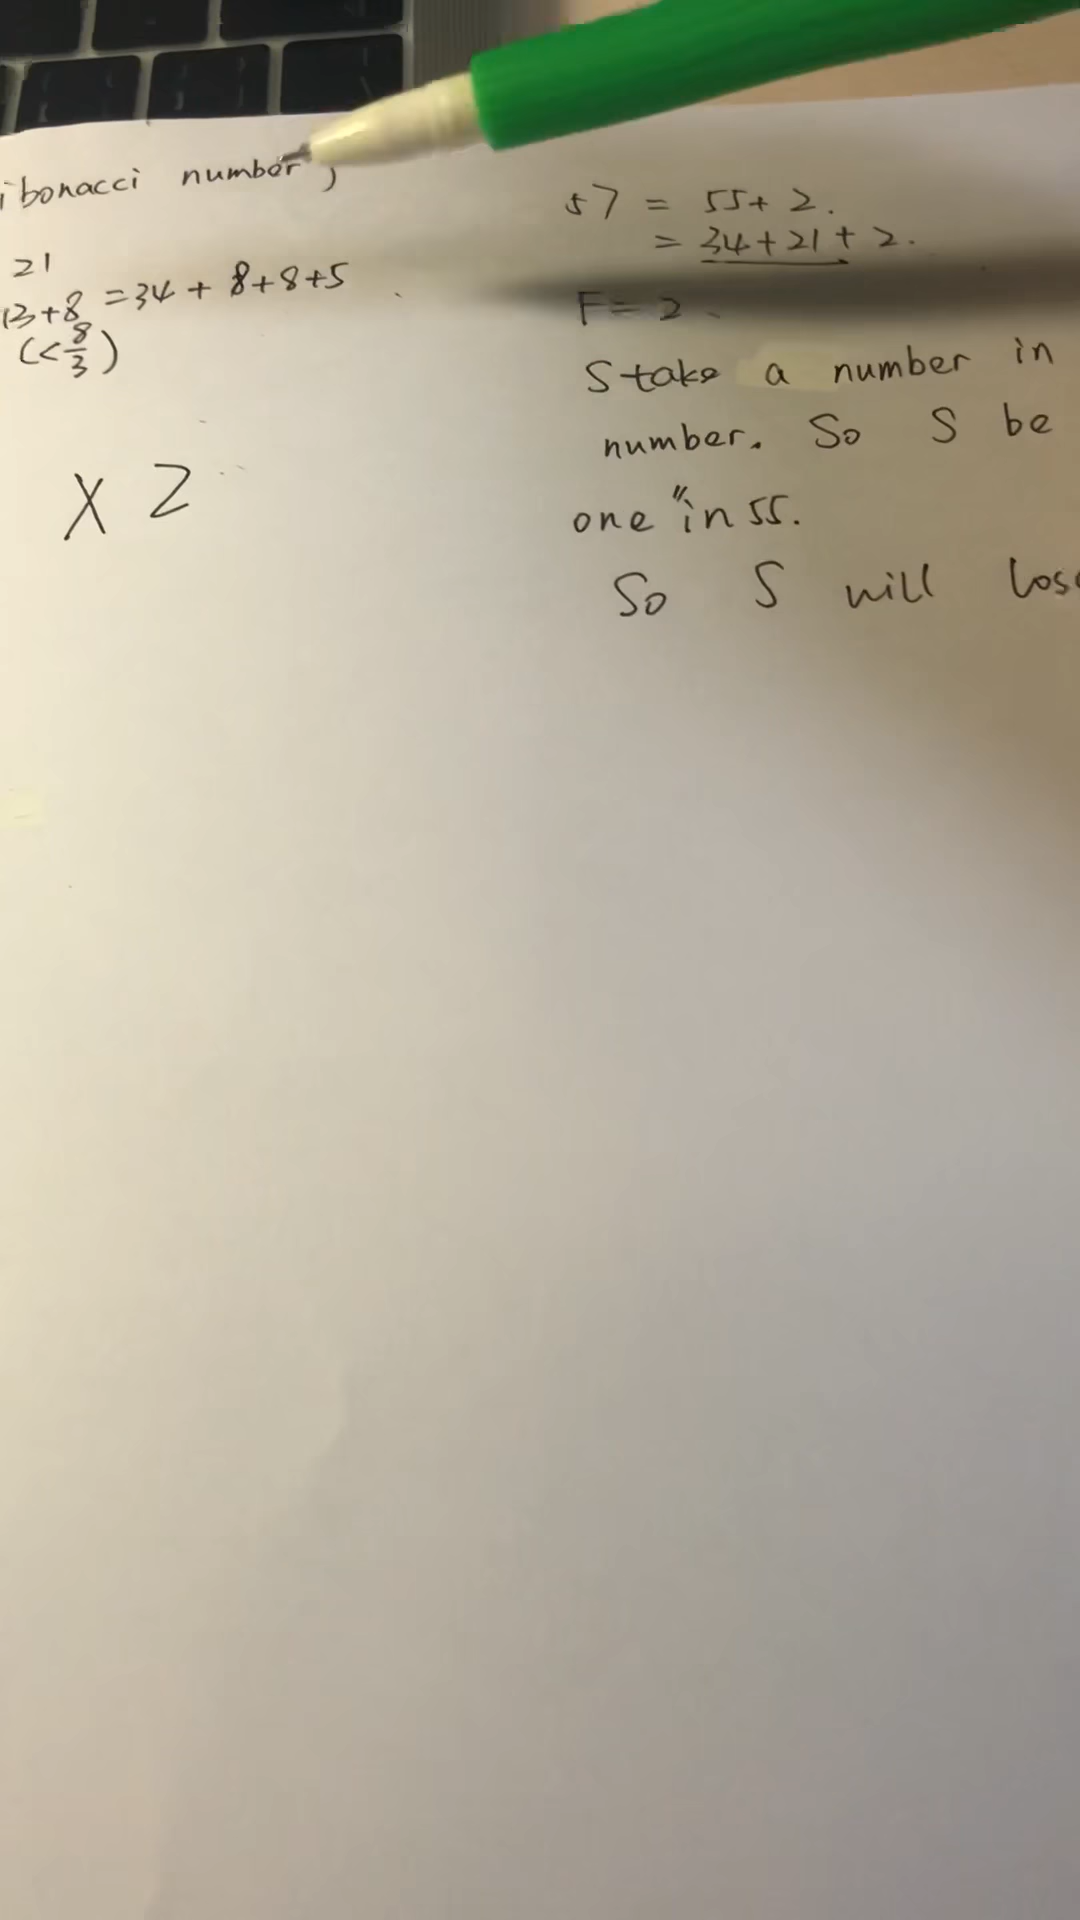 ibonacci number,
21
13+8 =34 + 8+8+5
(<8/3)
X Z
57 = 55+ 2.
= 34+21+ 2.
F= 2.
S take a number in
number. So S be
one "in 55.
So S will los